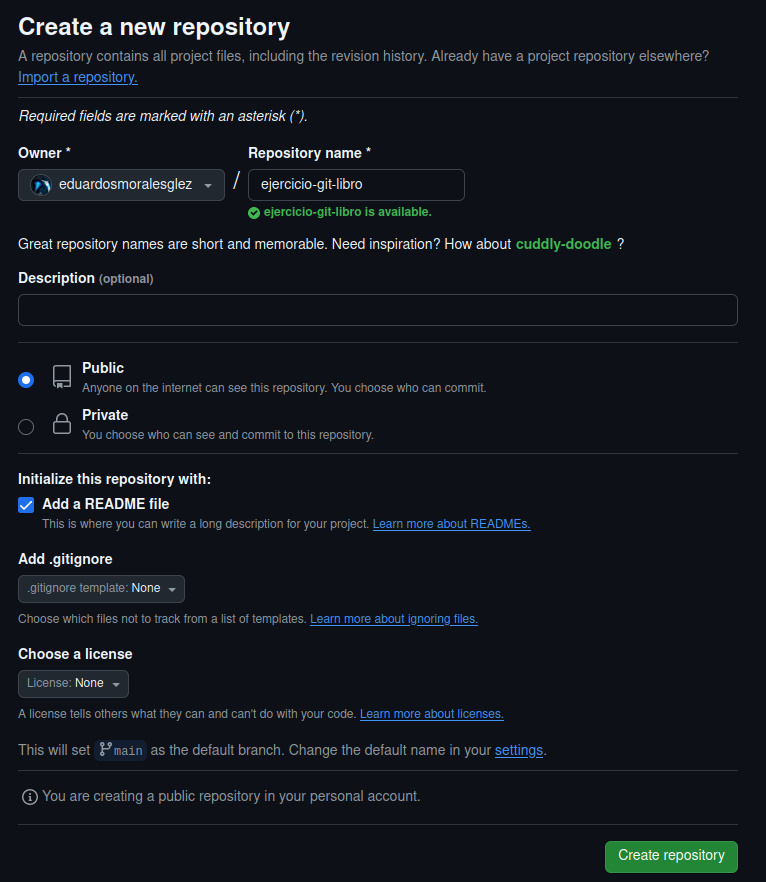 Create a new repository
A repository contains all project files, including the revision history. Already have a project repository elsewhere?
Import a repository.
Required fields are marked with an asterisk (*).
Owner * Repository name *
eduardosmoralesglez / ejercicio-git-libro
ejercicio-git-libro is available.
Great repository names are short and memorable. Need inspiration? How about cuddly-doodle ?
Description (optional)
Public
Anyone on the internet can see this repository. You choose who can commit.
Private
You choose who can see and commit to this repository.
Initialize this repository with:
Add a README file
This is where you can write a long description for your project. Learn more about READMEs.
Add .gitignore
.gitignore template: None
Choose which files not to track from a list of templates. Learn more about ignoring files.
Choose a license
License: None
A license tells others what they can and can't do with your code. Learn more about licenses.
This will set main as the default branch. Change the default name in your settings.
You are creating a public repository in your personal account.
Create repository